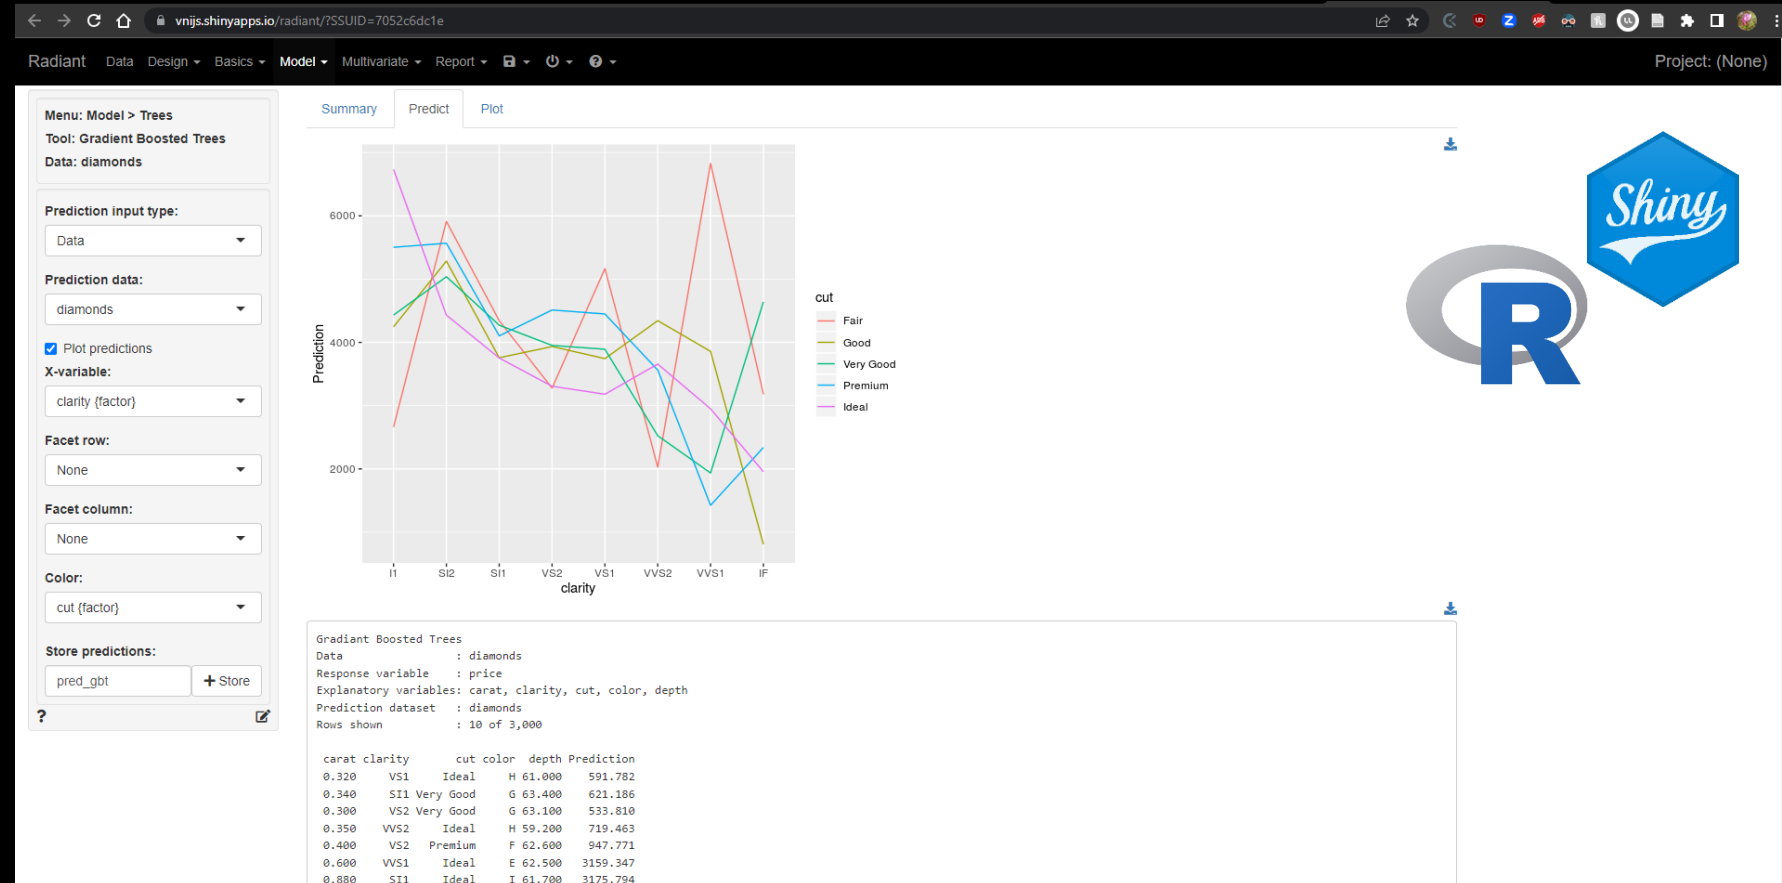 vnijs.shinyapps.io/radiant/?SSUID=7052c6dc1e
Radiant Data Design Basics Model Multivariate Report Project: (None)
Menu: Model > Trees
Tool: Gradient Boosted Trees
Data: diamonds
Prediction input type:
Data
Prediction data:
diamonds
Plot predictions
X-variable:
clarity {factor}
Facet row:
None
Facet column:
None
Color:
cut {factor}
Store predictions:
pred_gbt + Store
?
Summary Predict Plot
Prediction
6000
4000
2000
I1 SI2 SI1 VS2 VS1 VVS2 VVS1 IF
clarity
cut
Fair
Good
Very Good
Premium
Ideal
Shiny
R
Gradiant Boosted Trees
Data : diamonds
Response variable : price
Explanatory variables: carat, clarity, cut, color, depth
Prediction dataset : diamonds
Rows shown : 10 of 3,000
carat clarity cut color depth Prediction
0.320 VS1 Ideal H 61.000 591.782
0.340 SI1 Very Good G 63.400 621.186
0.300 VS2 Very Good G 63.100 533.810
0.350 VVS2 Ideal H 59.200 719.463
0.400 VS2 Premium F 62.600 947.771
0.600 VVS1 Ideal E 62.500 3159.347
0.880 SI1 Ideal I 61.700 3175.794